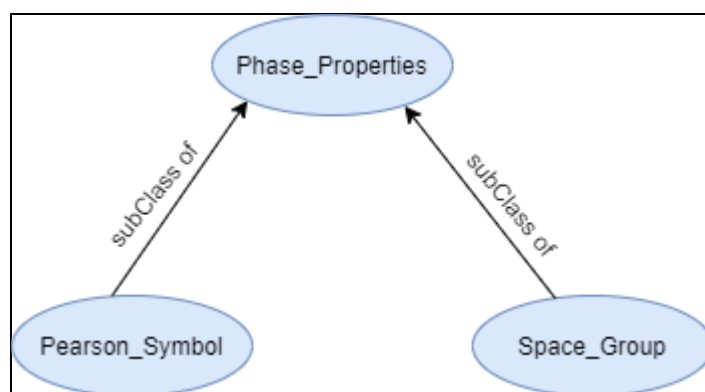 Phase_Properties
subClass of
subClass of
Pearson_Symbol
Space_Group